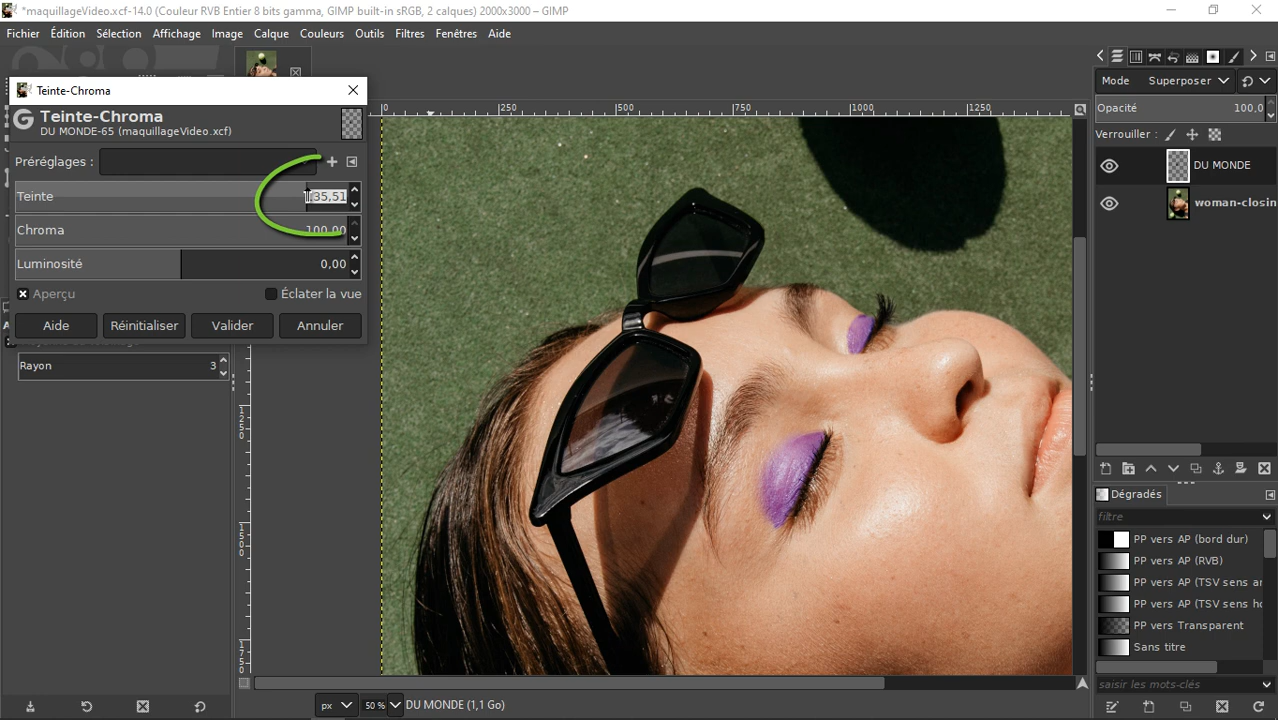 *maquillageVideo.xcf-14.0 (Couleur RVB Entier 8 bits gamma, GIMP built-in sRGB, 2 calques) 2000x3000 – GIMP
Fichier Édition Sélection Affichage Image Calque Couleurs Outils Filtres Fenêtres Aide
Teinte-Chroma
Teinte-Chroma
DU MONDE-65 (maquillageVideo.xcf)
Préréglages :
Teinte 35,51
Chroma 100,00
Luminosité 0,00
Aperçu Éclater la vue
Aide Réinitialiser Valider Annuler
Rayon 3
0 250 500 750 1000 1250
1250
1500
1750
px 50 % DU MONDE (1,1 Go)
Mode Superposer
Opacité 100,0
Verrouiller :
DU MONDE
woman-closin
Dégradés
filtre
PP vers AP (bord dur)
PP vers AP (RVB)
PP vers AP (TSV sens
PP vers AP (TSV sens
PP vers Transparent
Sans titre
saisir les mots-clés